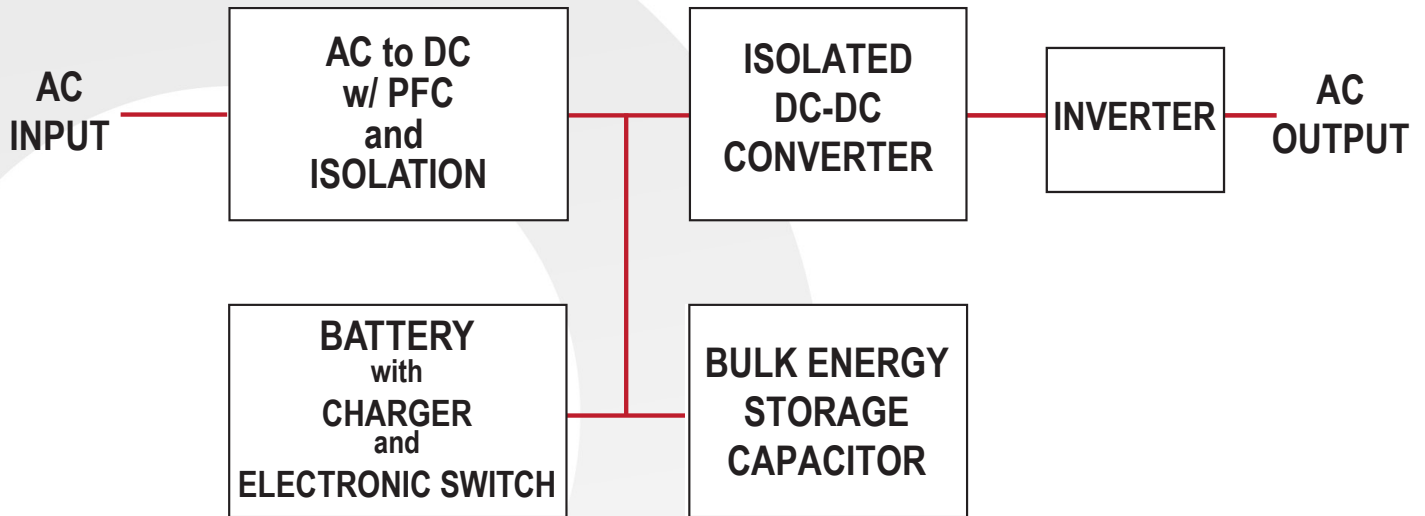 AC
INPUT
AC to DC
w/ PFC
and
ISOLATION
ISOLATED
DC-DC
CONVERTER
INVERTER
AC
OUTPUT
BATTERY
with
CHARGER
and
ELECTRONIC SWITCH
BULK ENERGY
STORAGE
CAPACITOR